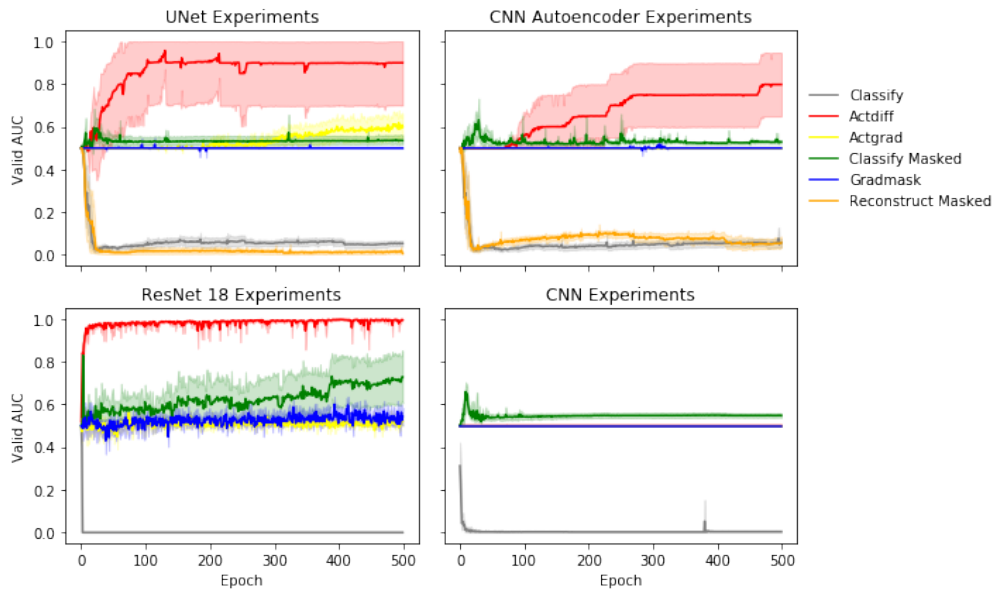 UNet Experiments
CNN Autoencoder Experiments
1.0
0.8
0.6
0.4
0.2
0.0
Valid AUC
Classify
Actdiff
Actgrad
Classify Masked
Gradmask
Reconstruct Masked
ResNet 18 Experiments
CNN Experiments
1.0
0.8
0.6
0.4
0.2
0.0
Valid AUC
0 100 200 300 400 500
Epoch
0 100 200 300 400 500
Epoch